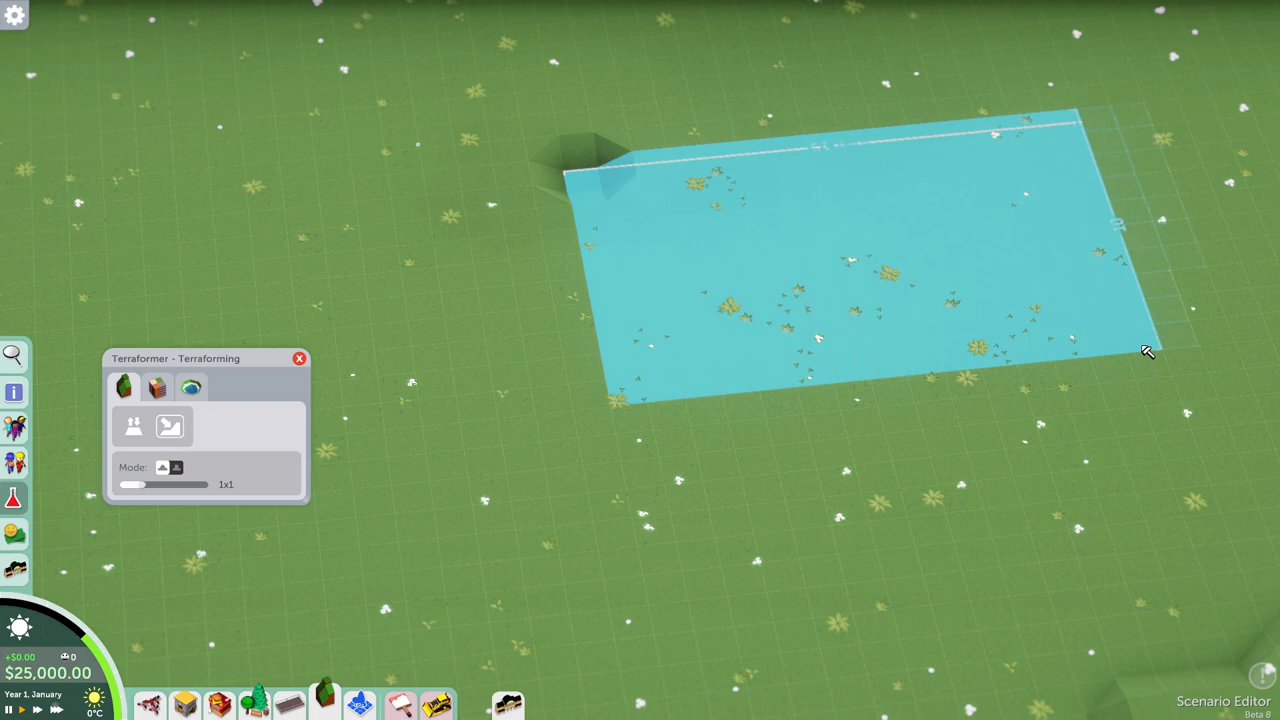 Terraformer - Terraforming
Mode:
1x1
+$0.00
0
$25,000.00
Year 1, January
0°C
Scenario Editor
Beta 8